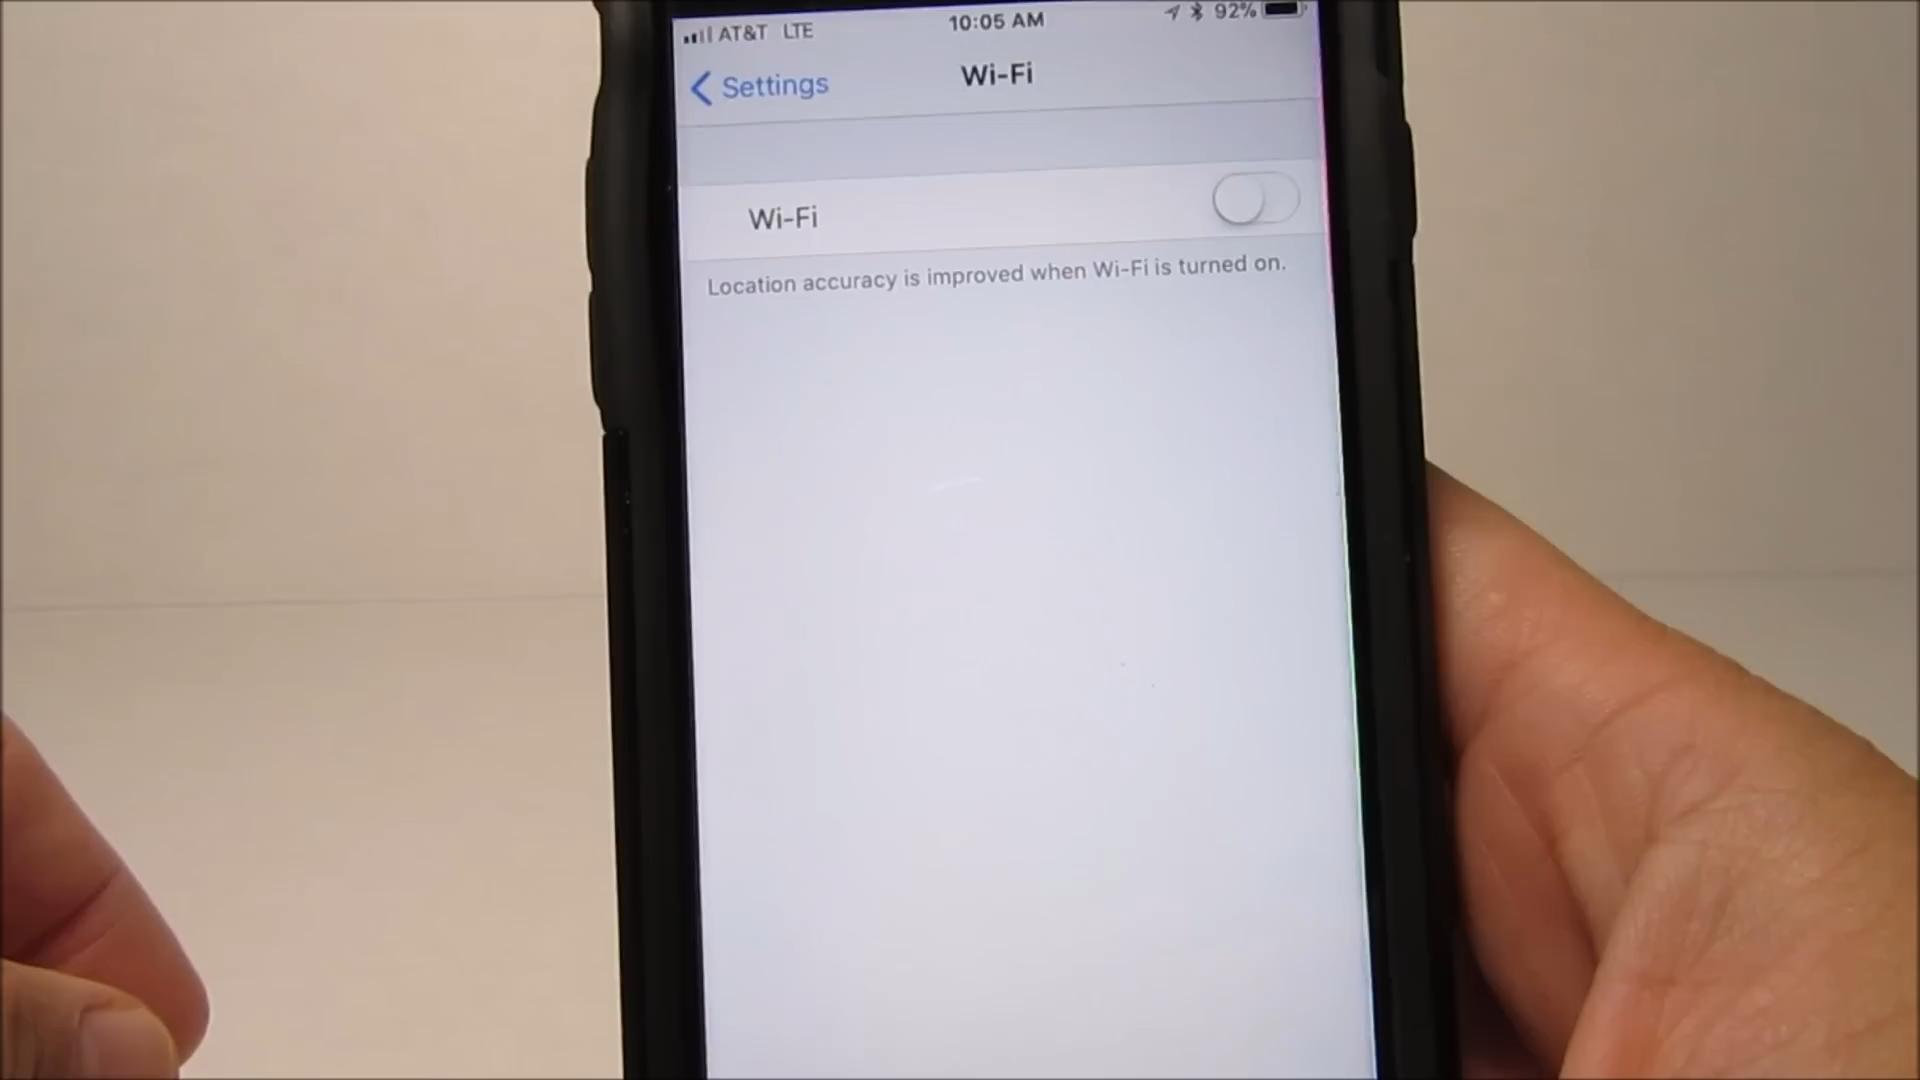 AT&T LTE 10:05 AM 92%
Settings Wi-Fi
Wi-Fi
Location accuracy is improved when Wi-Fi is turned on.